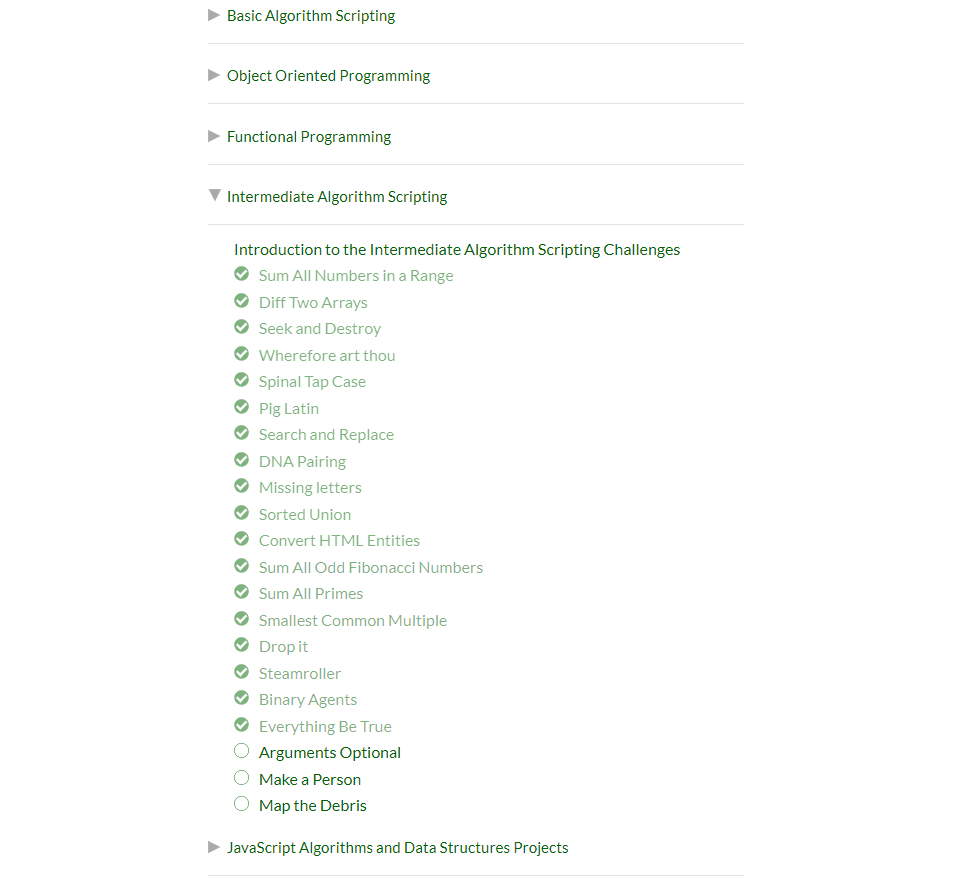 Basic Algorithm Scripting
Object Oriented Programming
Functional Programming
Intermediate Algorithm Scripting
Introduction to the Intermediate Algorithm Scripting Challenges
Sum All Numbers in a Range
Diff Two Arrays
Seek and Destroy
Wherefore art thou
Spinal Tap Case
Pig Latin
Search and Replace
DNA Pairing
Missing letters
Sorted Union
Convert HTML Entities
Sum All Odd Fibonacci Numbers
Sum All Primes
Smallest Common Multiple
Drop it
Steamroller
Binary Agents
Everything Be True
Arguments Optional
Make a Person
Map the Debris
JavaScript Algorithms and Data Structures Projects